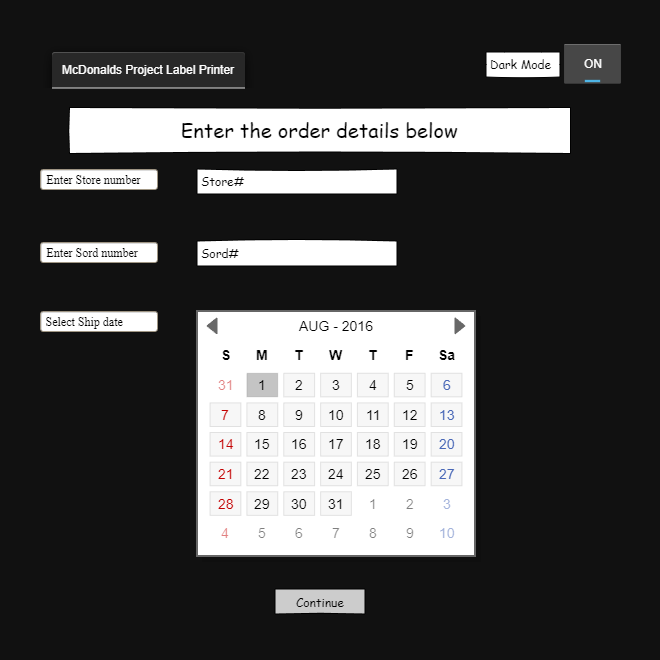 McDonalds Project Label Printer
Dark Mode
ON
Enter the order details below
Enter Store number
Store#
Enter Sord number
Sord#
Select Ship date
AUG - 2016
S M T W T F Sa
31 1 2 3 4 5 6
7 8 9 10 11 12 13
14 15 16 17 18 19 20
21 22 23 24 25 26 27
28 29 30 31 1 2 3
4 5 6 7 8 9 10
Continue